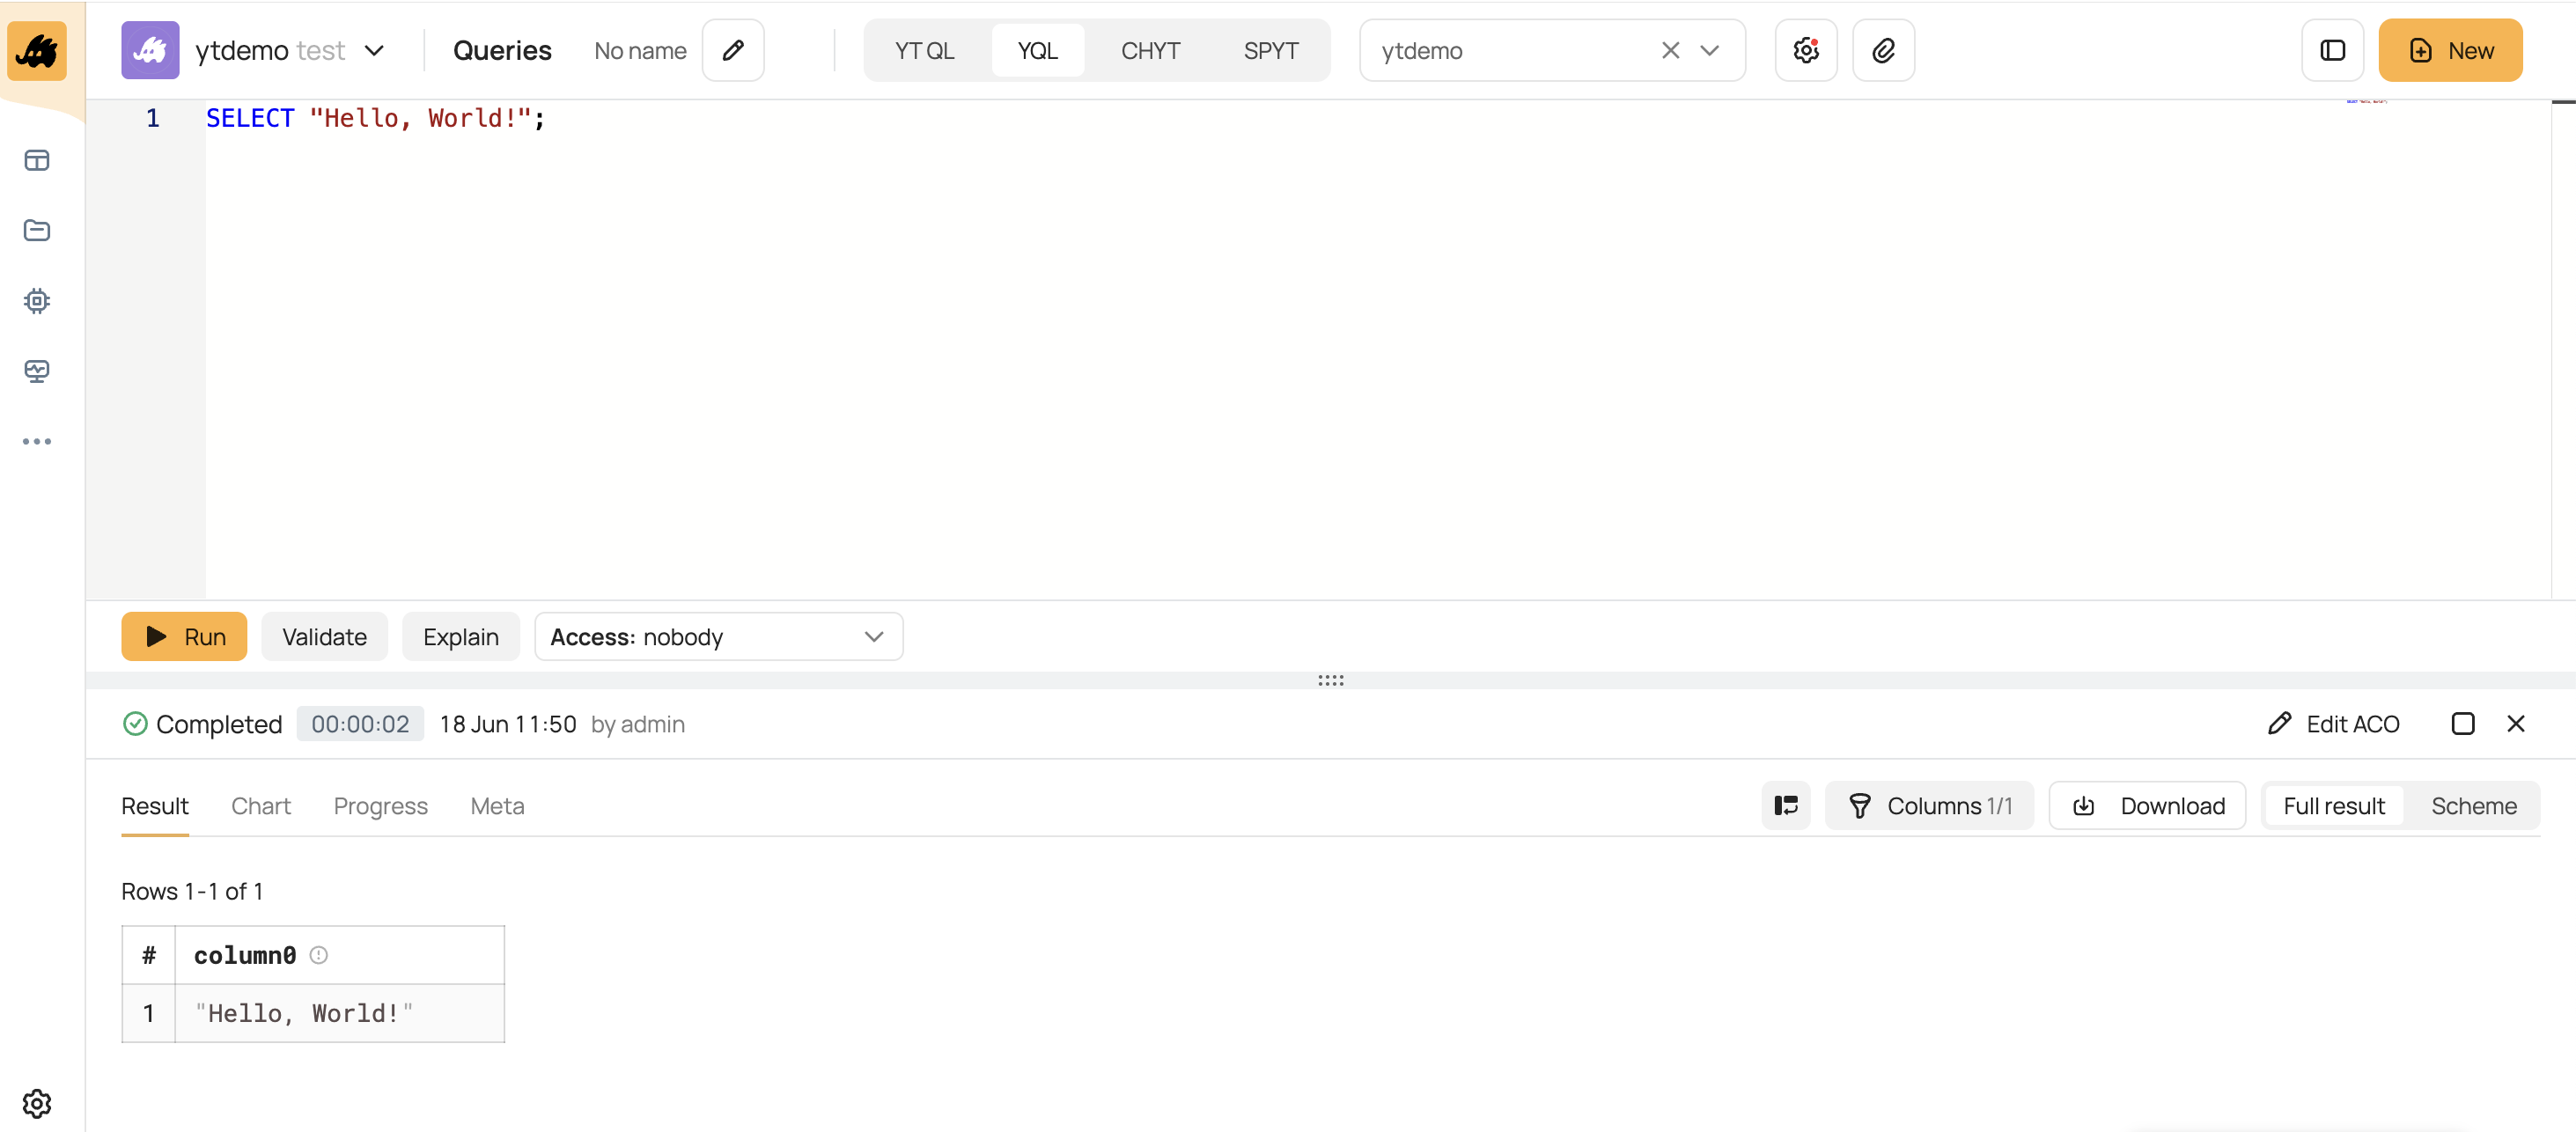 ytdemo test Queries No name YT QL YQL CHYT SPYT ytdemo New
1 SELECT "Hello, World!";
Run Validate Explain Access: nobody
Completed 00:00:02 18 Jun 11:50 by admin Edit ACO
Result Chart Progress Meta Columns 1/1 Download Full result Scheme
Rows 1-1 of 1
# column0
1 "Hello, World!"